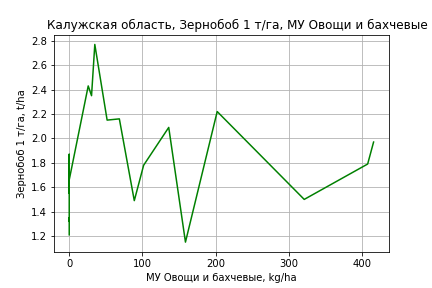 Калужская область, Зернобоб 1 т/га, МУ Овощи и бахчевые
2.8
2.6
2.4
2.2
2.0
1.8
1.6
1.4
1.2
Зернобоб 1 т/га, t/ha
0 100 200 300 400
МУ Овощи и бахчевые, kg/ha